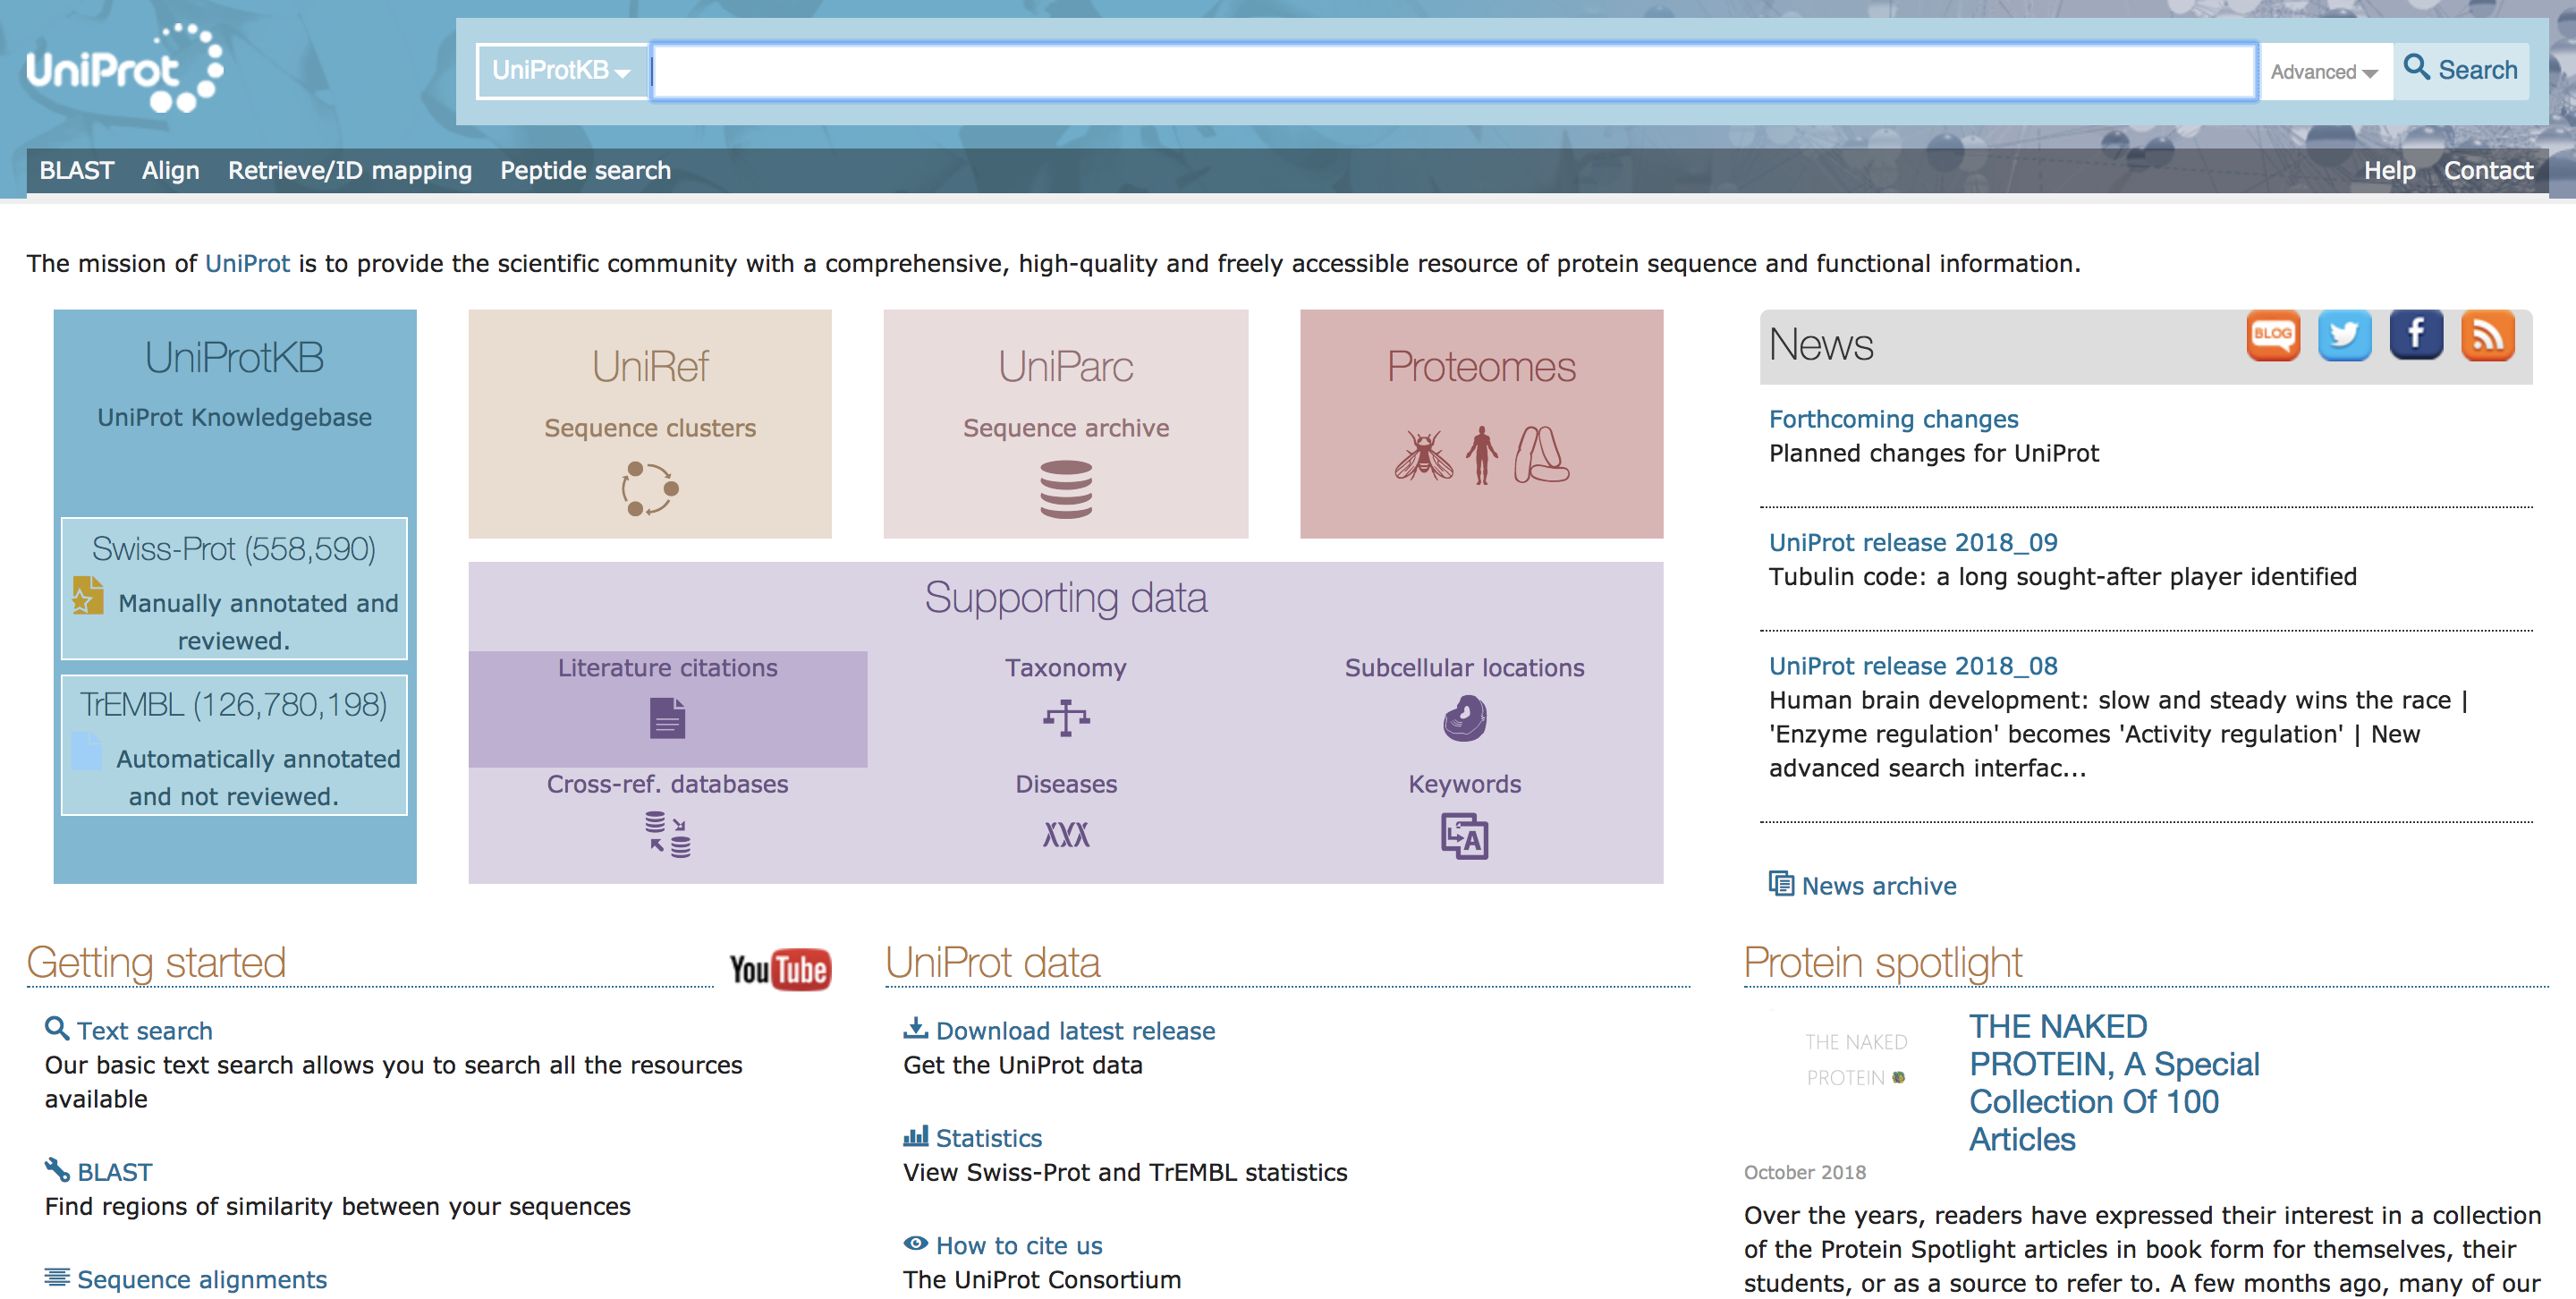 UniProt
UniProtKB
Advanced
Search
BLAST Align Retrieve/ID mapping Peptide search
Help Contact
The mission of UniProt is to provide the scientific community with a comprehensive, high-quality and freely accessible resource of protein sequence and functional information.
UniProtKB
UniProt Knowledgebase
Swiss-Prot (558,590)
Manually annotated and
reviewed.
TrEMBL (126,780,198)
Automatically annotated
and not reviewed.
UniRef
Sequence clusters
UniParc
Sequence archive
Proteomes
Supporting data
Literature citations
Taxonomy
Subcellular locations
Cross-ref. databases
Diseases
Keywords
A
News
BLOG
f
Forthcoming changes
Planned changes for UniProt
UniProt release 2018_09
Tubulin code: a long sought-after player identified
UniProt release 2018_08
Human brain development: slow and steady wins the race |
'Enzyme regulation' becomes 'Activity regulation' | New
advanced search interfac...
News archive
Getting started
YouTube
Text search
Our basic text search allows you to search all the resources
available
BLAST
Find regions of similarity between your sequences
Sequence alignments
UniProt data
Download latest release
Get the UniProt data
Statistics
View Swiss-Prot and TrEMBL statistics
How to cite us
The UniProt Consortium
Protein spotlight
THE NAKED
PROTEIN
THE NAKED
PROTEIN, A Special
Collection Of 100
Articles
October 2018
Over the years, readers have expressed their interest in a collection
of the Protein Spotlight articles in book form for themselves, their
students, or as a source to refer to. A few months ago, many of our